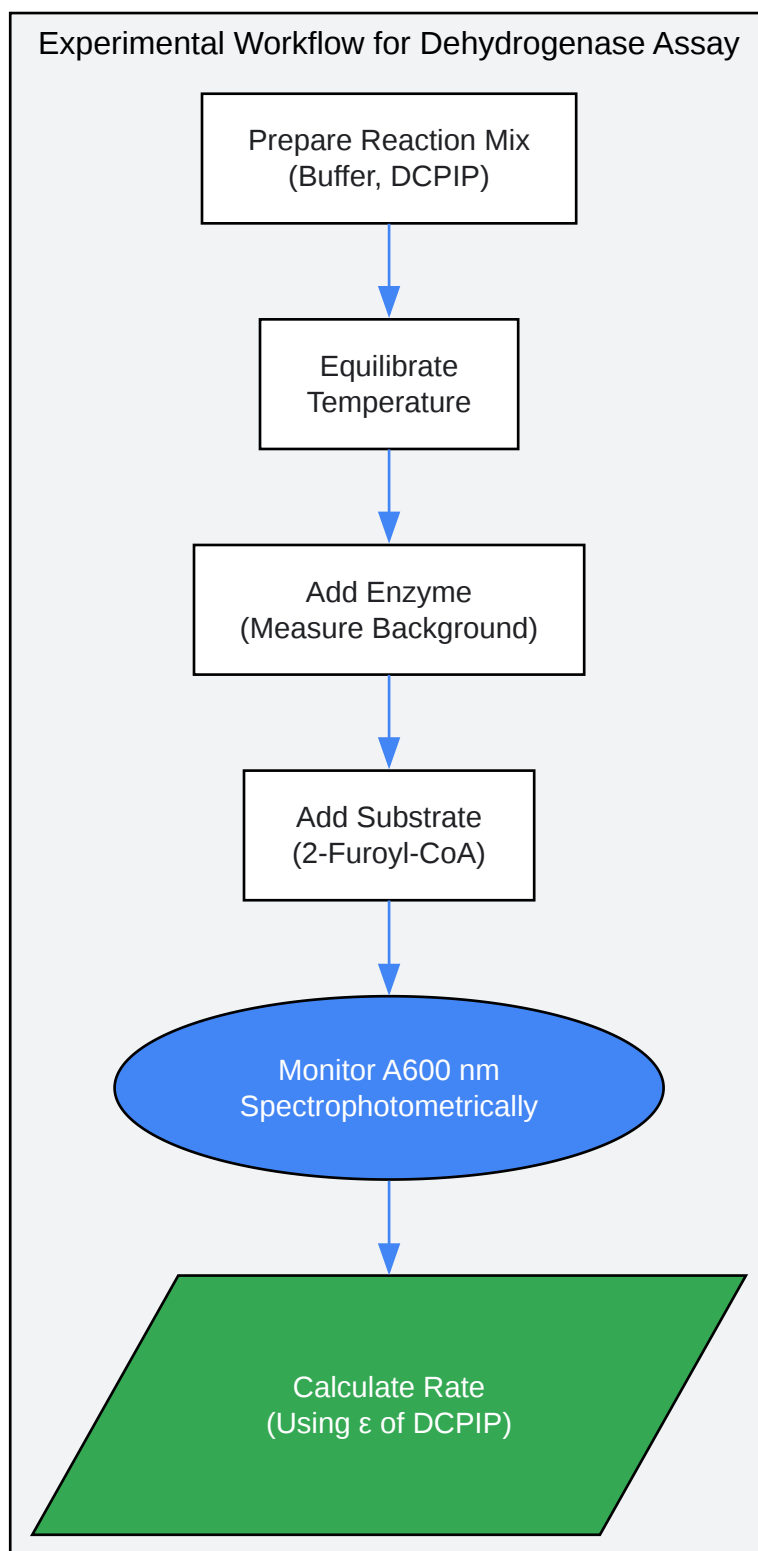 Experimental Workflow for Dehydrogenase Assay
Prepare Reaction Mix
(Buffer, DCPIP)
Equilibrate
Temperature
Add Enzyme
(Measure Background)
Add Substrate
(2-Furoyl-CoA)
Monitor A600 nm
Spectrophotometrically
Calculate Rate
(Using ε of DCPIP)